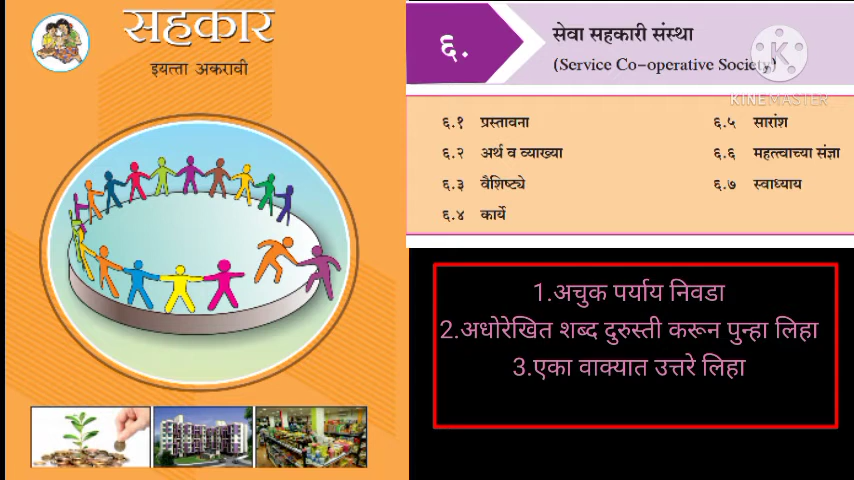 सहकार
इयत्ता अकरावी
६.
सेवा सहकारी संस्था
(Service Co-operative Society)
KINEMASTER
६.१ प्रस्तावना
६.२ अर्थ व व्याख्या
६.३ वैशिष्ट्ये
६.४ कार्ये
६.५ सारांश
६.६ महत्त्वाच्या संज्ञा
६.७ स्वाध्याय
1.अचुक पर्याय निवडा
2.अधोरेखित शब्द दुरुस्ती करून पुन्हा लिहा
3.एका वाक्यात उत्तरे लिहा